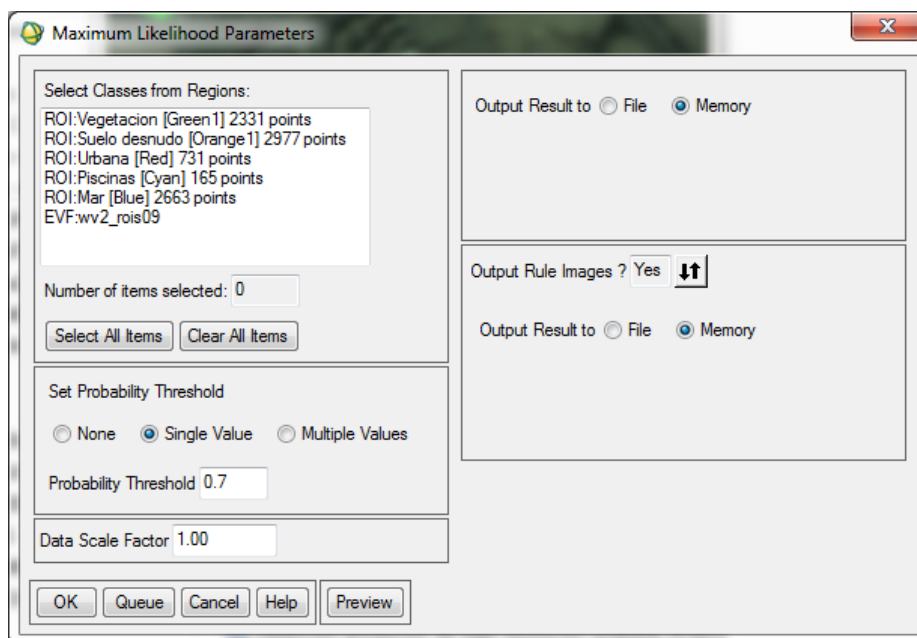 Maximum Likelihood Parameters
Select Classes from Regions:
ROI:Vegetacion [Green1] 2331 points
ROI:Suelo desnudo [Orange1] 2977 points
ROI:Urbana [Red] 731 points
ROI:Piscinas [Cyan] 165 points
ROI:Mar [Blue] 2663 points
EVF:wv2_rois09
Number of items selected: 0
Select All Items Clear All Items
Set Probability Threshold
None Single Value Multiple Values
Probability Threshold 0.7
Data Scale Factor 1.00
OK Queue Cancel Help Preview
Output Result to File Memory
Output Rule Images ? Yes
Output Result to File Memory